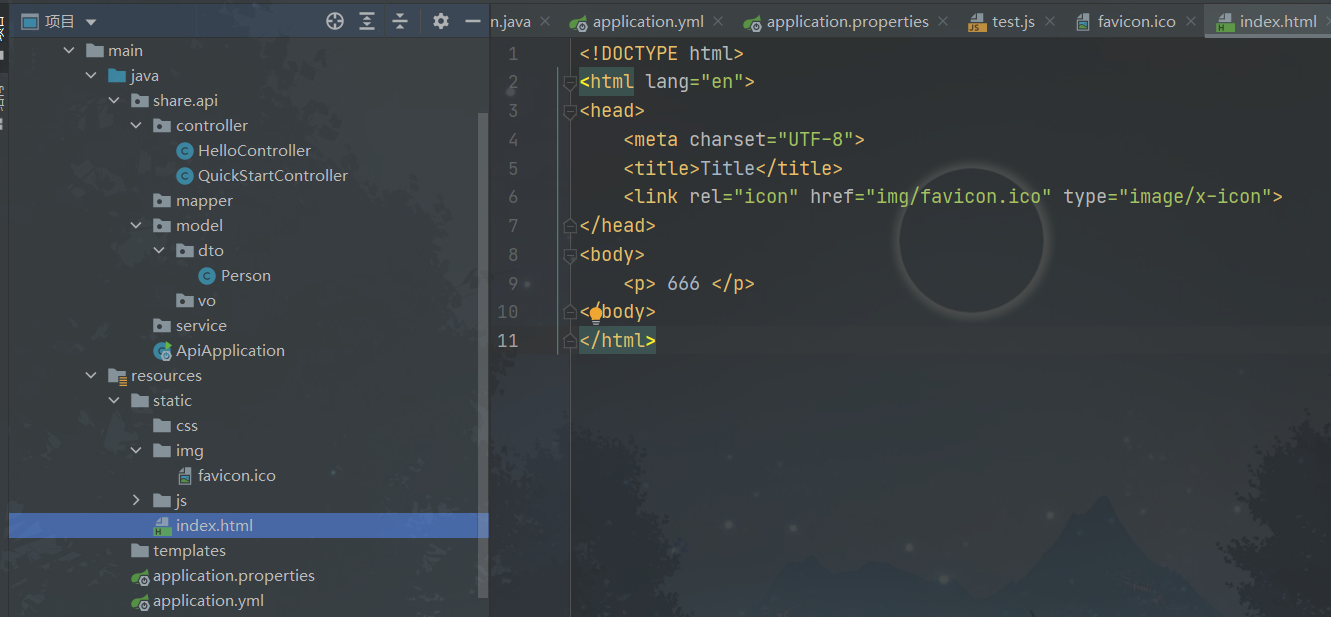 项目
main
java
share.api
controller
HelloController
QuickStartController
mapper
model
dto
Person
vo
service
ApiApplication
resources
static
css
img
favicon.ico
js
index.html
templates
application.properties
application.yml
n.java application.yml application.properties test.js favicon.ico index.html
1 <!DOCTYPE html>
2 <html lang="en">
3 <head>
4 <meta charset="UTF-8">
5 <title>Title</title>
6 <link rel="icon" href="img/favicon.ico" type="image/x-icon">
7 </head>
8 <body>
9 <p> 666 </p>
10 </body>
11 </html>